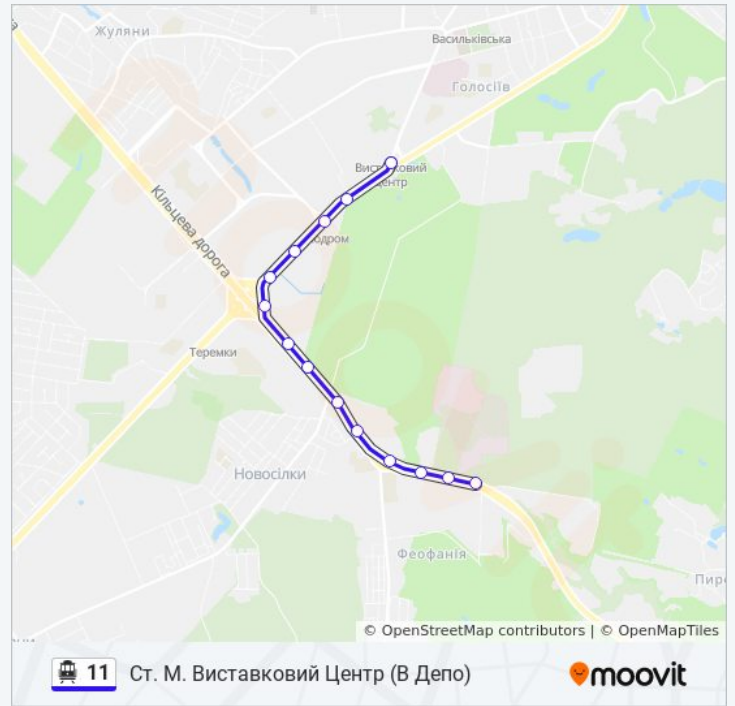 Жуляни
Васильківська
Голосіїв
Виставковий
центр
Кільцева дорога
одром
Теремки
Новосілки
Феофанія
Пиро
© OpenStreetMap contributors | © OpenMapTiles
11 Ст. М. Виставковий Центр (В Депо)
moovit